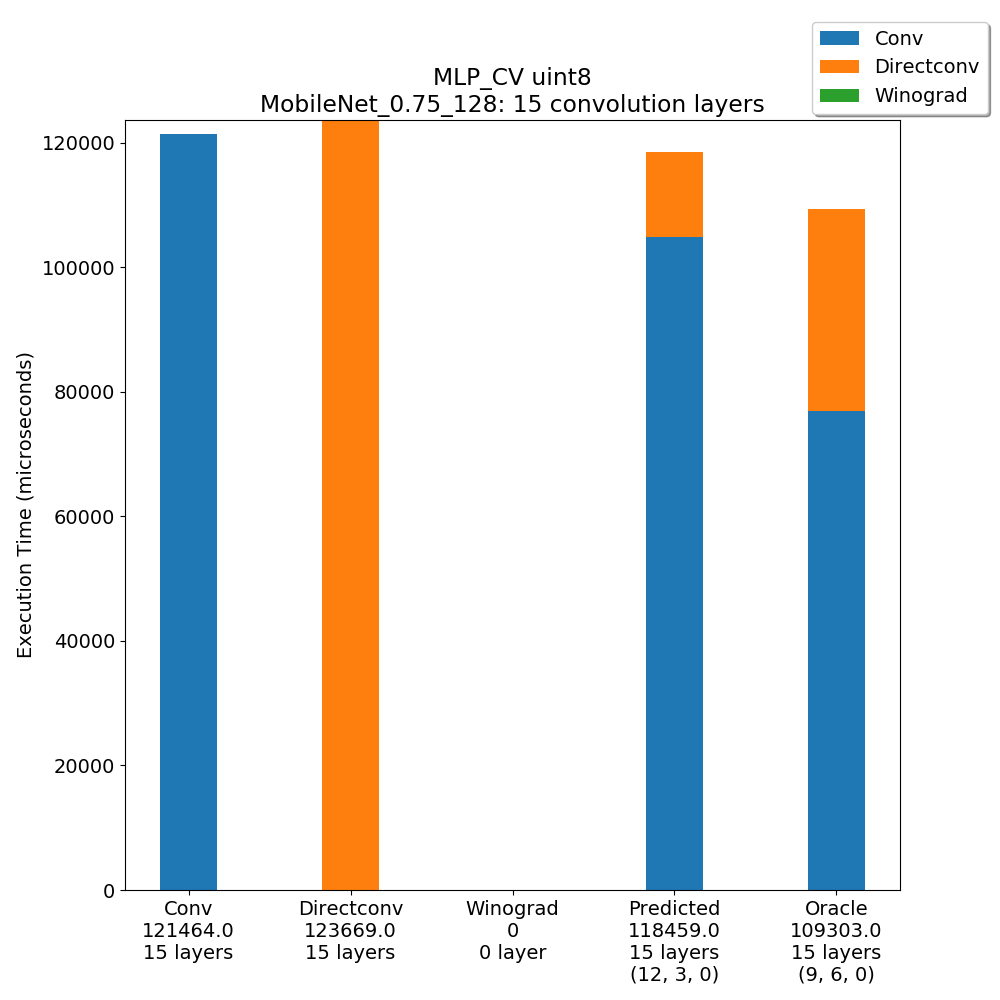 Conv
Directconv
Winograd
MLP_CV uint8
MobileNet_0.75_128: 15 convolution layers
Execution Time (microseconds)
120000
100000
80000
60000
40000
20000
0
Conv
121464.0
15 layers
Directconv
123669.0
15 layers
Winograd
0
0 layer
Predicted
118459.0
15 layers
(12, 3, 0)
Oracle
109303.0
15 layers
(9, 6, 0)